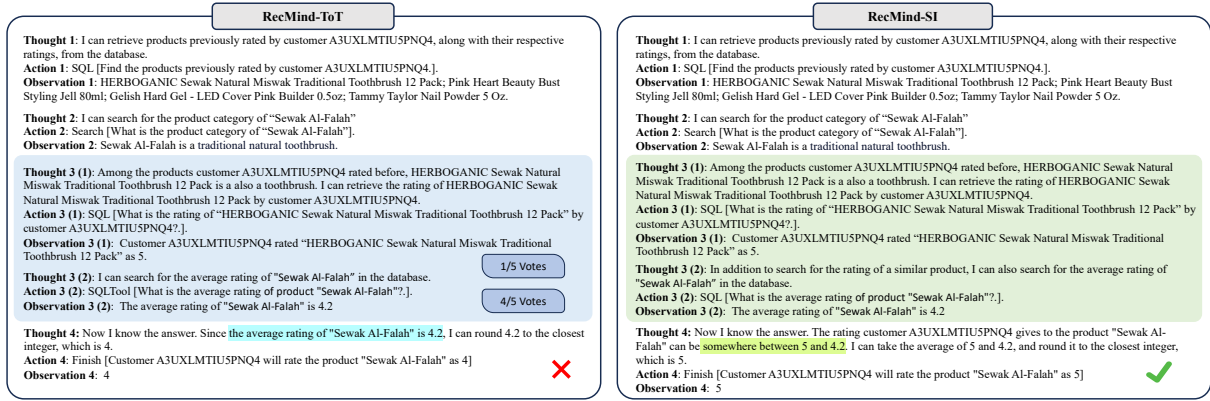 RecMind-ToT
Thought 1: I can retrieve products previously rated by customer A3UXLMTIU5PNQ4, along with their respective
ratings, from the database.
Action 1: SQL [Find the products previously rated by customer A3UXLMTIU5PNQ4.].
Observation 1: HERBOGANIC Sewak Natural Miswak Traditional Toothbrush 12 Pack; Pink Heart Beauty Bust
Styling Jell 80ml; Gelish Hard Gel - LED Cover Pink Builder 0.5oz; Tammy Taylor Nail Powder 5 Oz.
Thought 2: I can search for the product category of “Sewak Al-Falah”
Action 2: Search [What is the product category of “Sewak Al-Falah”].
Observation 2: Sewak Al-Falah is a traditional natural toothbrush.
Thought 3 (1): Among the products customer A3UXLMTIU5PNQ4 rated before, HERBOGANIC Sewak Natural
Miswak Traditional Toothbrush 12 Pack is a also a toothbrush. I can retrieve the rating of HERBOGANIC Sewak
Natural Miswak Traditional Toothbrush 12 Pack by customer A3UXLMTIU5PNQ4.
Action 3 (1): SQL [What is the rating of “HERBOGANIC Sewak Natural Miswak Traditional Toothbrush 12 Pack” by
customer A3UXLMTIU5PNQ4?.].
Observation 3 (1): Customer A3UXLMTIU5PNQ4 rated “HERBOGANIC Sewak Natural Miswak Traditional
Toothbrush 12 Pack” as 5.
1/5 Votes
Thought 3 (2): I can search for the average rating of "Sewak Al-Falah" in the database.
Action 3 (2): SQLTool [What is the average rating of product "Sewak Al-Falah"?.].
Observation 3 (2): The average rating of "Sewak Al-Falah" is 4.2
4/5 Votes
Thought 4: Now I know the answer. Since the average rating of "Sewak Al-Falah" is 4.2, I can round 4.2 to the closest
integer, which is 4.
Action 4: Finish [Customer A3UXLMTIU5PNQ4 will rate the product "Sewak Al-Falah" as 4]
Observation 4: 4
RecMind-SI
Thought 1: I can retrieve products previously rated by customer A3UXLMTIU5PNQ4, along with their respective
ratings, from the database.
Action 1: SQL [Find the products previously rated by customer A3UXLMTIU5PNQ4.].
Observation 1: HERBOGANIC Sewak Natural Miswak Traditional Toothbrush 12 Pack; Pink Heart Beauty Bust
Styling Jell 80ml; Gelish Hard Gel - LED Cover Pink Builder 0.5oz; Tammy Taylor Nail Powder 5 Oz.
Thought 2: I can search for the product category of “Sewak Al-Falah”
Action 2: Search [What is the product category of “Sewak Al-Falah”].
Observation 2: Sewak Al-Falah is a traditional natural toothbrush.
Thought 3 (1): Among the products customer A3UXLMTIU5PNQ4 rated before, HERBOGANIC Sewak Natural
Miswak Traditional Toothbrush 12 Pack is a also a toothbrush. I can retrieve the rating of HERBOGANIC Sewak
Natural Miswak Traditional Toothbrush 12 Pack by customer A3UXLMTIU5PNQ4.
Action 3 (1): SQL [What is the rating of “HERBOGANIC Sewak Natural Miswak Traditional Toothbrush 12 Pack” by
customer A3UXLMTIU5PNQ4?.].
Observation 3 (1): Customer A3UXLMTIU5PNQ4 rated “HERBOGANIC Sewak Natural Miswak Traditional
Toothbrush 12 Pack” as 5.
Thought 3 (2): In addition to search for the rating of a similar product, I can also search for the average rating of
"Sewak Al-Falah" in the database.
Action 3 (2): SQL [What is the average rating of product "Sewak Al-Falah"?.].
Observation 3 (2): The average rating of "Sewak Al-Falah" is 4.2
Thought 4: Now I know the answer. The rating customer A3UXLMTIU5PNQ4 gives to the product "Sewak Al-
Falah" can be somewhere between 5 and 4.2. I can take the average of 5 and 4.2, and round it to the closest integer,
which is 5.
Action 4: Finish [Customer A3UXLMTIU5PNQ4 will rate the product "Sewak Al-Falah" as 5]
Observation 4: 5